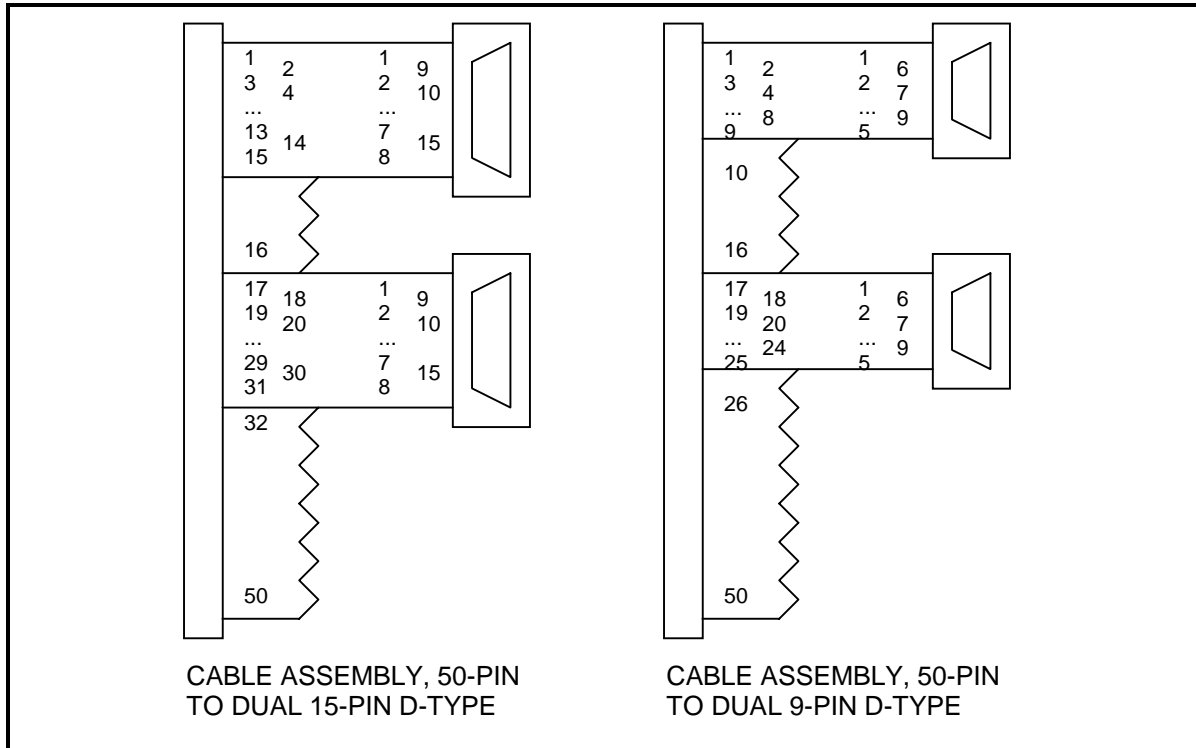 1 2 1 9
3 4 2 10
... ...
13 14 7 15
15 8
16
17 18 1 9
19 20 2 10
... ...
29 30 7 15
31 8
32
50
CABLE ASSEMBLY, 50-PIN
TO DUAL 15-PIN D-TYPE
1 2 1 6
3 4 2 7
... 8 ... 9
9 5
10
16
17 18 1 6
19 20 2 7
... 24 ... 9
25 5
26
50
CABLE ASSEMBLY, 50-PIN
TO DUAL 9-PIN D-TYPE